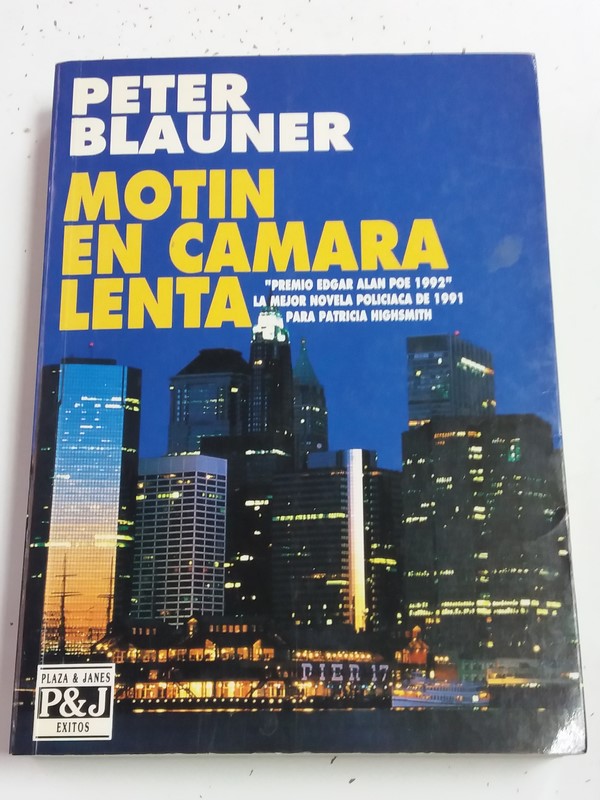 PETER
BLAUNER
MOTIN
EN CAMARA
LENTA
"PREMIO EDGAR ALAN POE 1992"
LA MEJOR NOVELA POLICIACA DE 1991
PARA PATRICIA HIGHSMITH
PIER 17
PLAZA & JANES
P&J
EXITOS